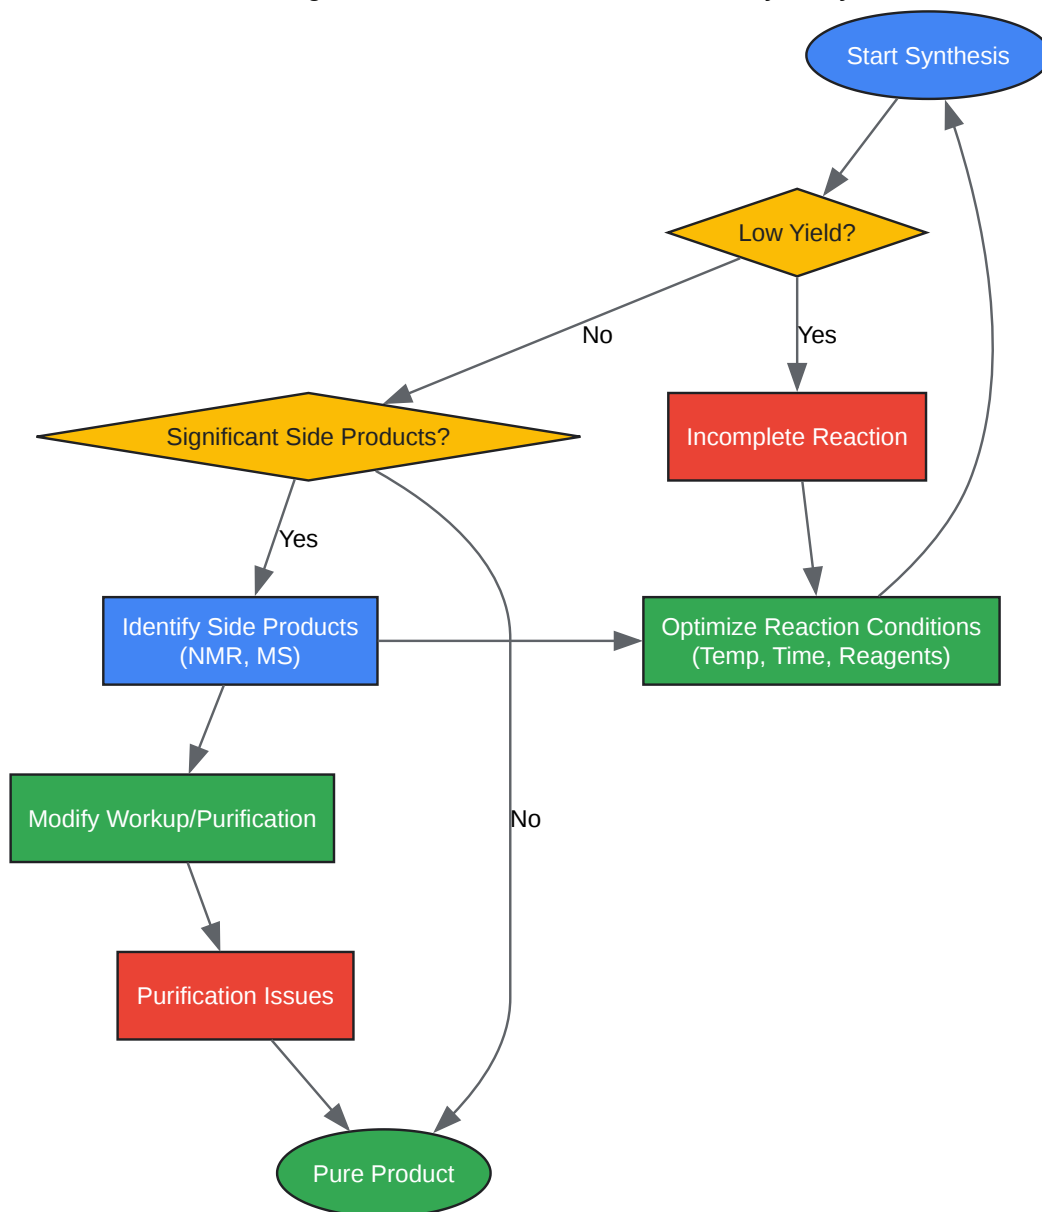 Start Synthesis
Low Yield?
No
Yes
Significant Side Products?
Incomplete Reaction
Yes
Identify Side Products
(NMR, MS)
Optimize Reaction Conditions
(Temp, Time, Reagents)
Modify Workup/Purification
No
Purification Issues
Pure Product